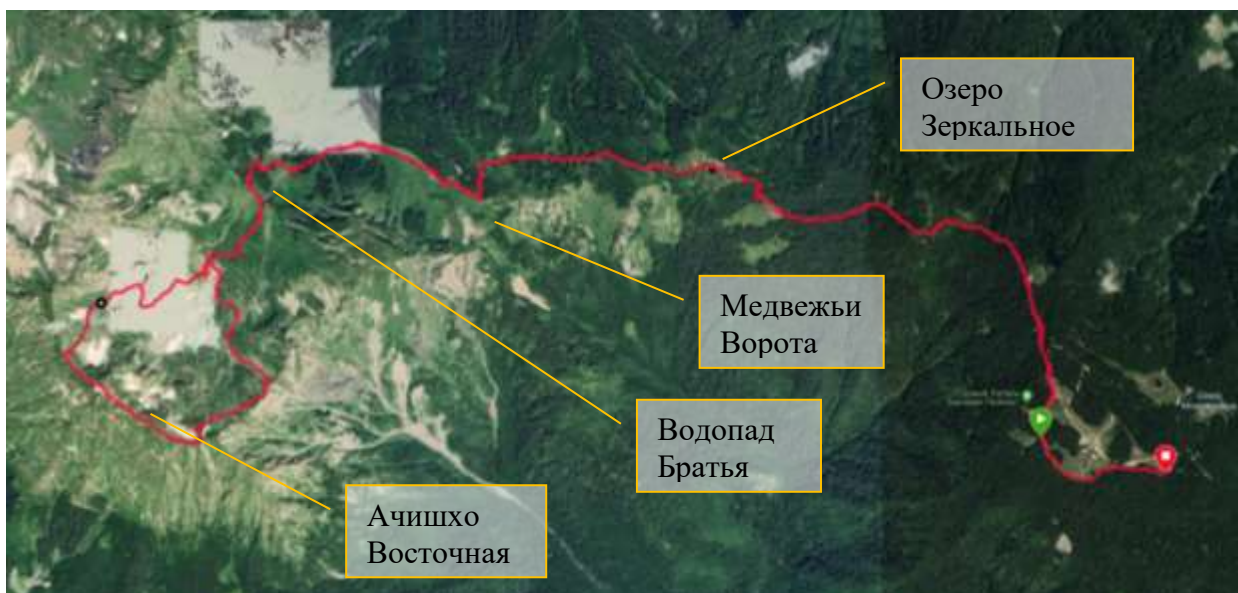 Озеро
Зеркальное
Медвежьи
Ворота
Водопад
Братья
Ачишхо
Восточная